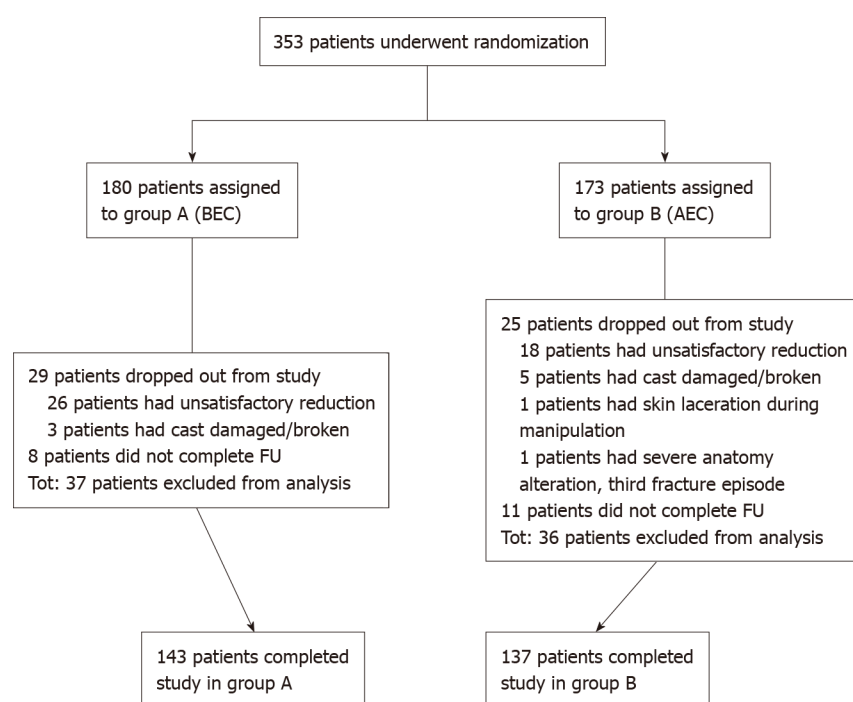 353 patients underwent randomization
180 patients assigned
to group A (BEC)
173 patients assigned
to group B (AEC)
29 patients dropped out from study
26 patients had unsatisfactory reduction
3 patients had cast damaged/broken
8 patients did not complete FU
Tot: 37 patients excluded from analysis
25 patients dropped out from study
18 patients had unsatisfactory reduction
5 patients had cast damaged/broken
1 patients had skin laceration during
manipulation
1 patients had severe anatomy
alteration, third fracture episode
11 patients did not complete FU
Tot: 36 patients excluded from analysis
143 patients completed
study in group A
137 patients completed
study in group B